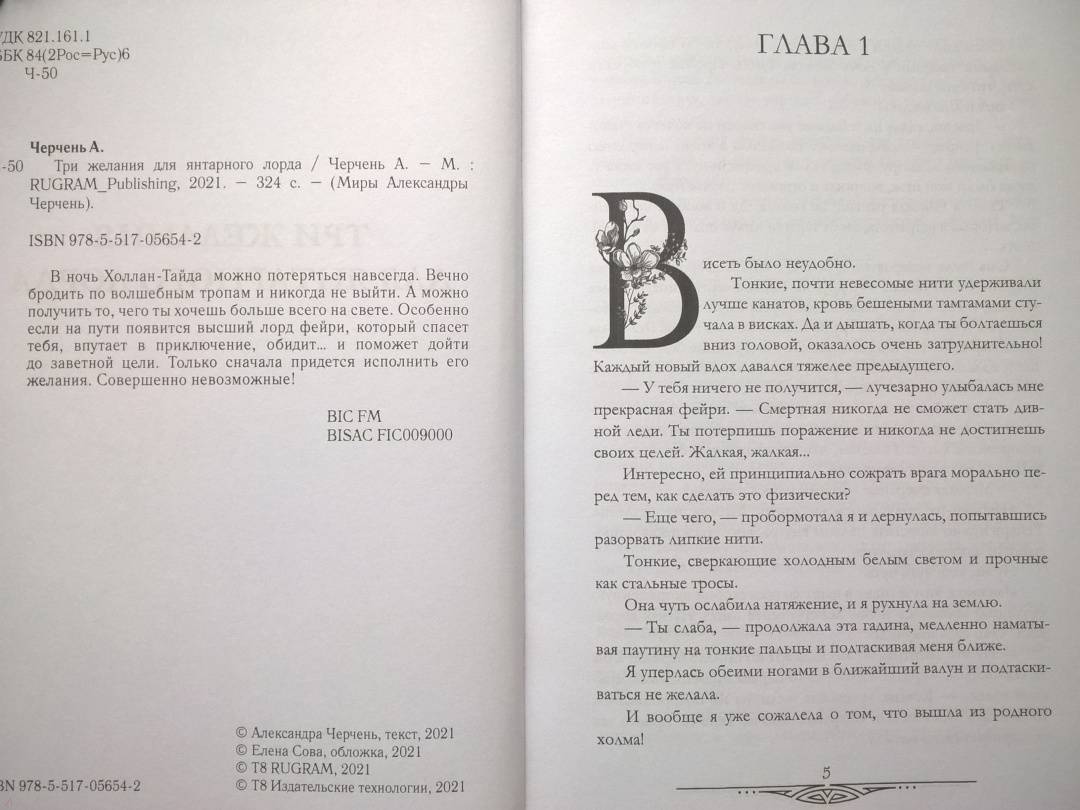 УДК 821.161.1
ББК 84(2Рос=Рус)6
Ч-50
Черчень А.
-50 Три желания для янтарного лорда / Черчень А. — М. :
RUGRAM_Publishing, 2021. — 324 с. — (Миры Александры
Черчень).
ISBN 978-5-517-05654-2
В ночь Холлан-Тайда можно потеряться навсегда. Вечно
бродить по волшебным тропам и никогда не выйти. А можно
получить то, чего ты хочешь больше всего на свете. Особенно
если на пути появится высший лорд фейри, который спасет
тебя, впутает в приключение, обидит... и поможет дойти
до заветной цели. Только сначала придется исполнить его
желания. Совершенно невозможные!
BIC FM
BISAC FIC009000
© Александра Черчень, текст, 2021
© Елена Сова, обложка, 2021
© Т8 RUGRAM, 2021
BN 978-5-517-05654-2 © Т8 Издательские технологии, 2021
ГЛАВА 1
Висеть было неудобно.
Тонкие, почти невесомые нити удерживали
лучше канатов, кровь бешеными тамтамами сту-
чала в висках. Да и дышать, когда ты болтаешься
вниз головой, оказалось очень затруднительно!
Каждый новый вдох давался тяжелее предыдущего.
— У тебя ничего не получится, — лучезарно улыбалась мне
прекрасная фейри. — Смертная никогда не сможет стать див-
ной леди. Ты потерпишь поражение и никогда не достигнешь
своих целей. Жалкая, жалкая...
Интересно, ей принципиально сожрать врага морально пе-
ред тем, как сделать это физически?
— Еще чего, — пробормотала я и дернулась, попытавшись
разорвать липкие нити.
Тонкие, сверкающие холодным белым светом и прочные
как стальные тросы.
Она чуть ослабила натяжение, и я рухнула на землю.
— Ты слаба, — продолжала эта гадина, медленно наматы-
вая паутину на тонкие пальцы и подтаскивая меня ближе.
Я уперлась обеими ногами в ближайший валун и подтаски-
ваться не желала.
И вообще я уже сожалела о том, что вышла из родного
холма!
5